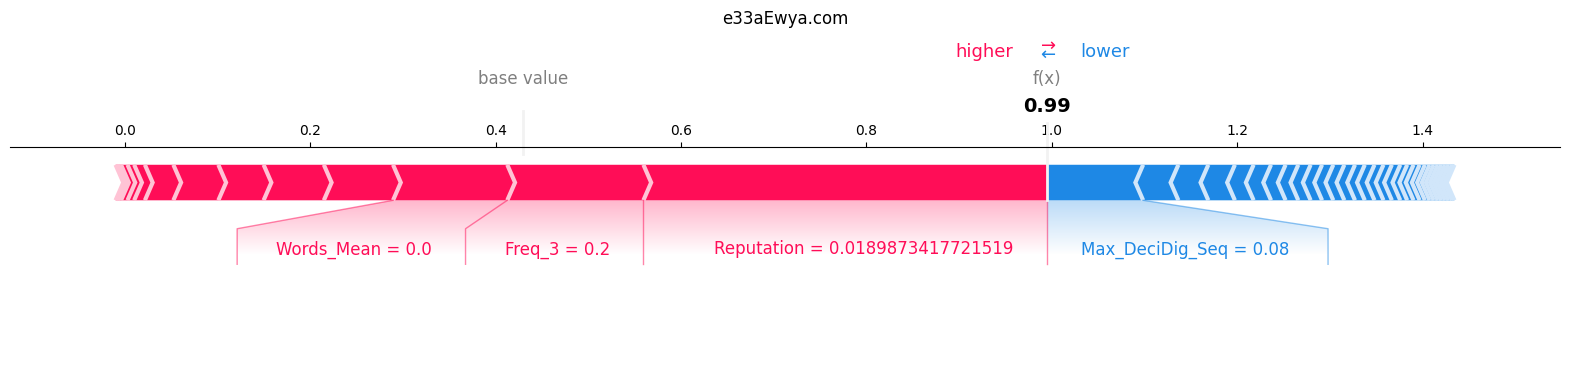 e33aEwya.com
higher ⇄ lower
base value f(x)
0.99
0.0 0.2 0.4 0.6 0.8 1.0 1.2 1.4
Words_Mean = 0.0 Freq_3 = 0.2 Reputation = 0.0189873417721519 Max_DeciDig_Seq = 0.08